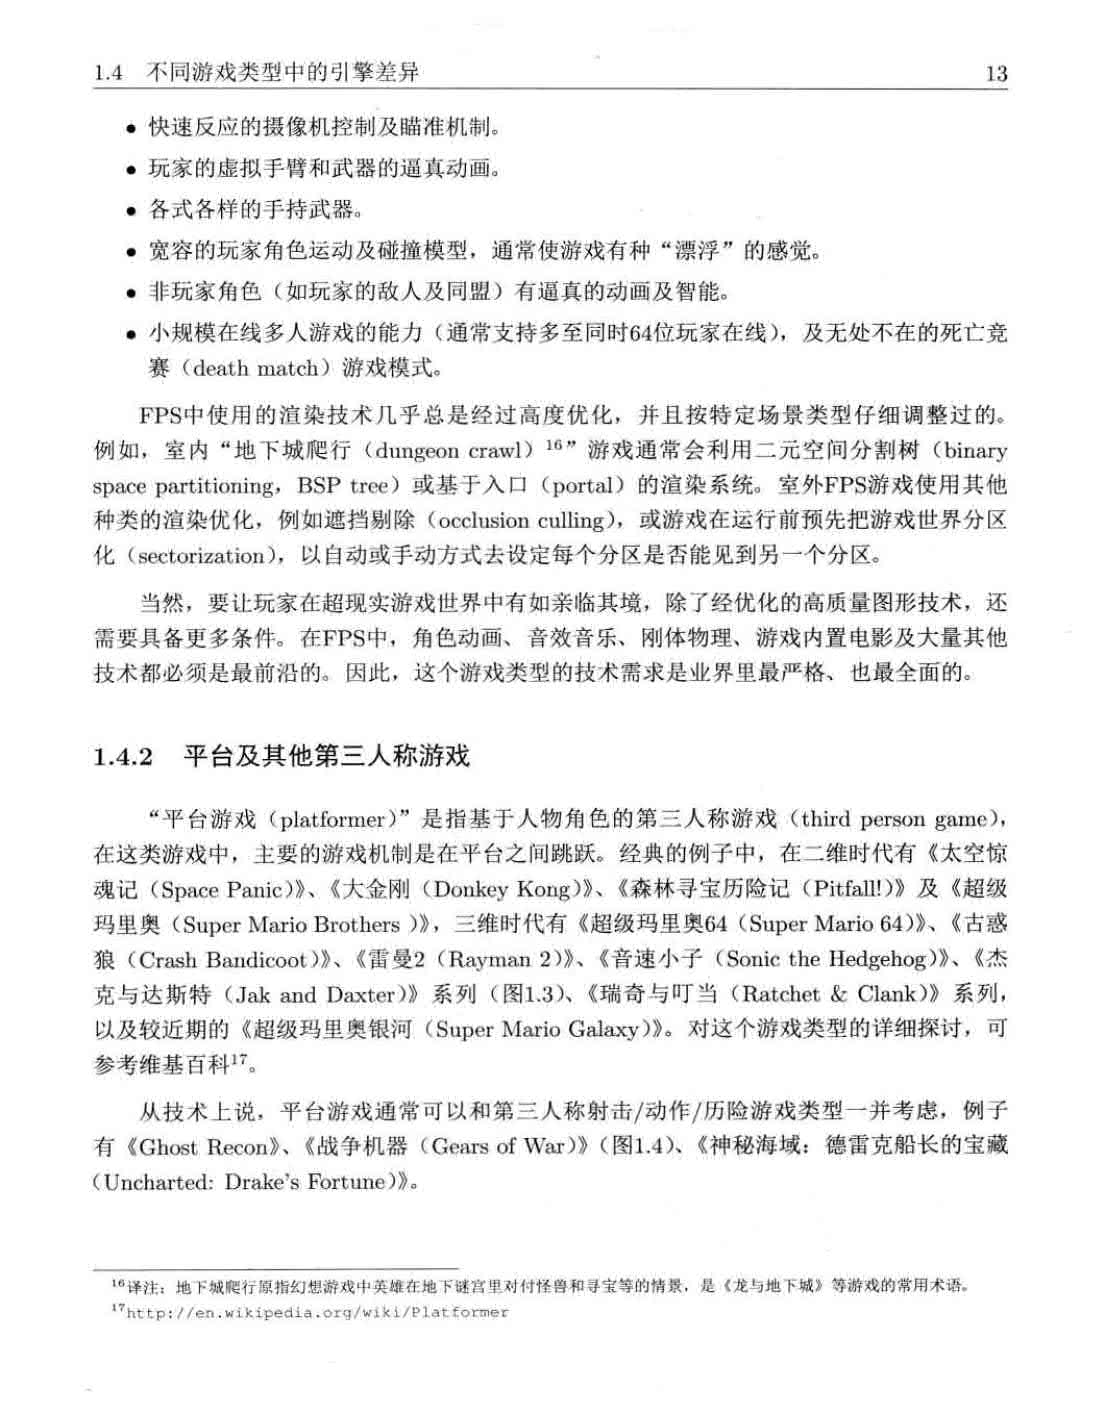 1.4 不同游戏类型中的引擎差异 13
• 快速反应的摄像机控制及瞄准机制。
• 玩家的虚拟手臂和武器的逼真动画。
• 各式各样的手持武器。
• 宽容的玩家角色运动及碰撞模型，通常使游戏有种“漂浮”的感觉。
• 非玩家角色（如玩家的敌人及同盟）有逼真的动画及智能。
• 小规模在线多人游戏的能力（通常支持多至同时64位玩家在线），及无处不在的死亡竞
赛（death match）游戏模式。
FPS中使用的渲染技术几乎总是经过高度优化，并且按特定场景类型仔细调整过的。
例如，室内“地下城爬行（dungeon crawl）16”游戏通常会利用二元空间分割树（binary
space partitioning，BSP tree）或基于入口（portal）的渲染系统。室外FPS游戏使用其他
种类的渲染优化，例如遮挡剔除（occlusion culling），或游戏在运行前预先把游戏世界分区
化（sectorization），以自动或手动方式去设定每个分区是否能见到另一个分区。
当然，要让玩家在超现实游戏世界中有如亲临其境，除了经优化的高质量图形技术，还
需要具备更多条件。在FPS中，角色动画、音效音乐、刚体物理、游戏内置电影及大量其他
技术都必须是最前沿的。因此，这个游戏类型的技术需求是业界里最严格、也最全面的。
1.4.2 平台及其他第三人称游戏
“平台游戏（platformer）”是指基于人物角色的第三人称游戏（third person game），
在这类游戏中，主要的游戏机制是在平台之间跳跃。经典的例子中，在二维时代有《太空惊
魂记（Space Panic）》、《大金刚（Donkey Kong）》、《森林寻宝历险记（Pitfall!）》及《超级
玛里奥（Super Mario Brothers ）》，三维时代有《超级玛里奥64（Super Mario 64）》、《古惑
狼（Crash Bandicoot）》、《雷曼2（Rayman 2）》、《音速小子（Sonic the Hedgehog）》、《杰
克与达斯特（Jak and Daxter）》系列（图1.3）、《瑞奇与叮当（Ratchet & Clank）》系列，
以及较近期的《超级玛里奥银河（Super Mario Galaxy）》。对这个游戏类型的详细探讨，可
参考维基百科17。
从技术上说，平台游戏通常可以和第三人称射击/动作/历险游戏类型一并考虑，例子
有《Ghost Recon》、《战争机器（Gears of War）》（图1.4）、《神秘海域：德雷克船长的宝藏
（Uncharted: Drake's Fortune）》。
16译注：地下城爬行原指幻想游戏中英雄在地下谜宫里对付怪兽和寻宝等的情景，是《龙与地下城》等游戏的常用术语。
17http://en.wikipedia.org/wiki/Platformer